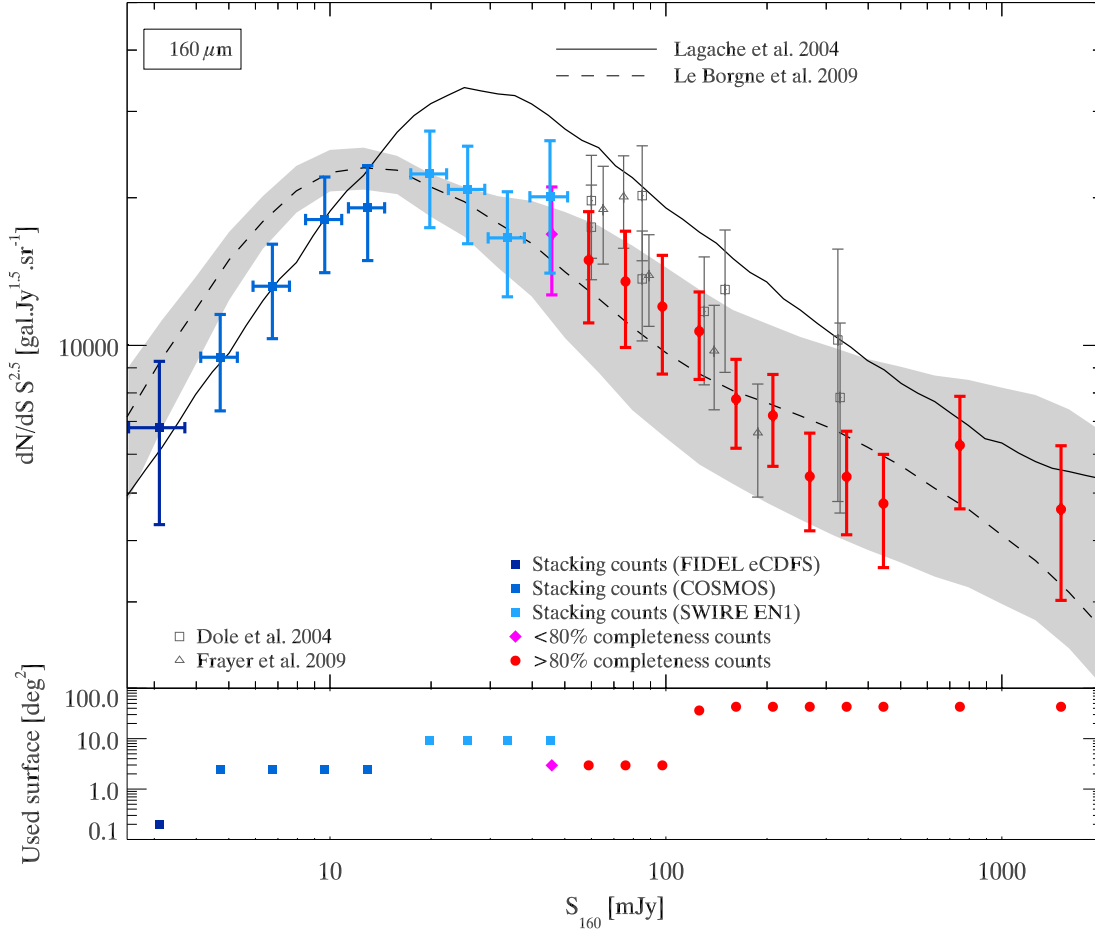 160 μm
Lagache et al. 2004
Le Borgne et al. 2009
dN/dS S^2.5 [gal.Jy^1.5.sr^-1]
10000
Stacking counts (FIDEL eCDFS)
Stacking counts (COSMOS)
Stacking counts (SWIRE EN1)
<80% completeness counts
>80% completeness counts
Dole et al. 2004
Frayer et al. 2009
Used surface [deg^2]
100.0
10.0
1.0
0.1
10 100 1000
S_160 [mJy]